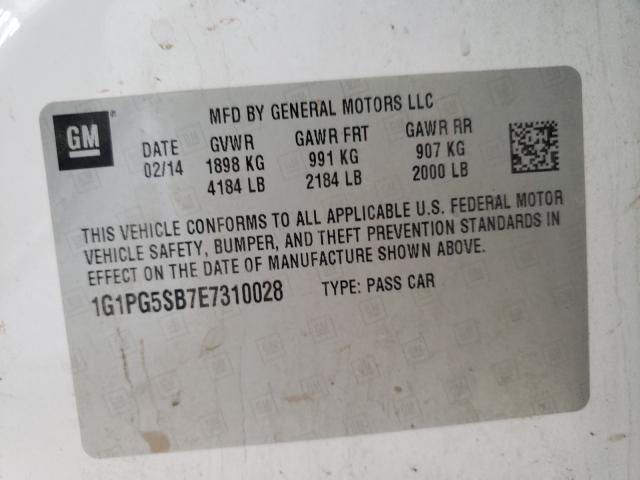 MFD BY GENERAL MOTORS LLC
GM
DATE GVWR GAWR FRT GAWR RR
02/14 1898 KG 991 KG 907 KG
4184 LB 2184 LB 2000 LB
THIS VEHICLE CONFORMS TO ALL APPLICABLE U.S. FEDERAL MOTOR
VEHICLE SAFETY, BUMPER, AND THEFT PREVENTION STANDARDS IN
EFFECT ON THE DATE OF MANUFACTURE SHOWN ABOVE.
1G1PG5SB7E7310028 TYPE: PASS CAR